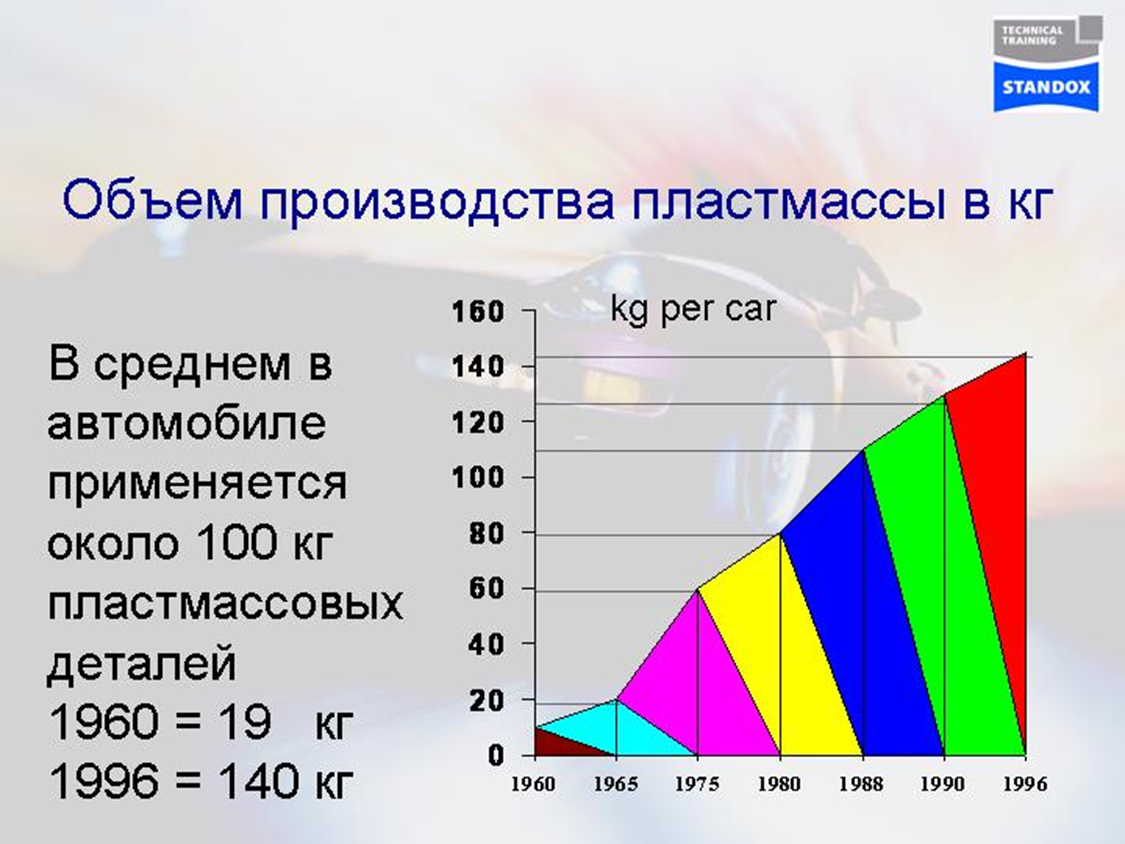 TECHNICAL
TRAINING
STANDOX
Объем производства пластмассы в кг
В среднем в
автомобиле
применяется
около 100 кг
пластмассовых
деталей
1960 = 19 кг
1996 = 140 кг
kg per car
160
140
120
100
80
60
40
20
0
1960 1965 1975 1980 1988 1990 1996